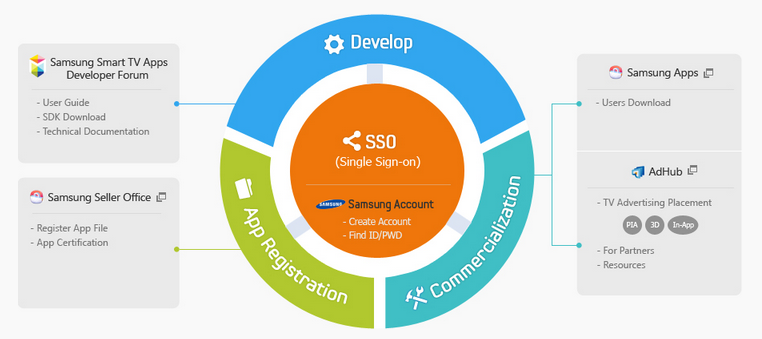 Samsung Smart TV Apps
Developer Forum
- User Guide
- SDK Download
- Technical Documentation
Samsung Seller Office
- Register App File
- App Certification
Develop
SSO
(Single Sign-on)
SAMSUNG Samsung Account
- Create Account
- Find ID/PWD
App Registration
Commercialization
Samsung Apps
- Users Download
AdHub
- TV Advertising Placement
PIA 3D In-App
- For Partners
- Resources